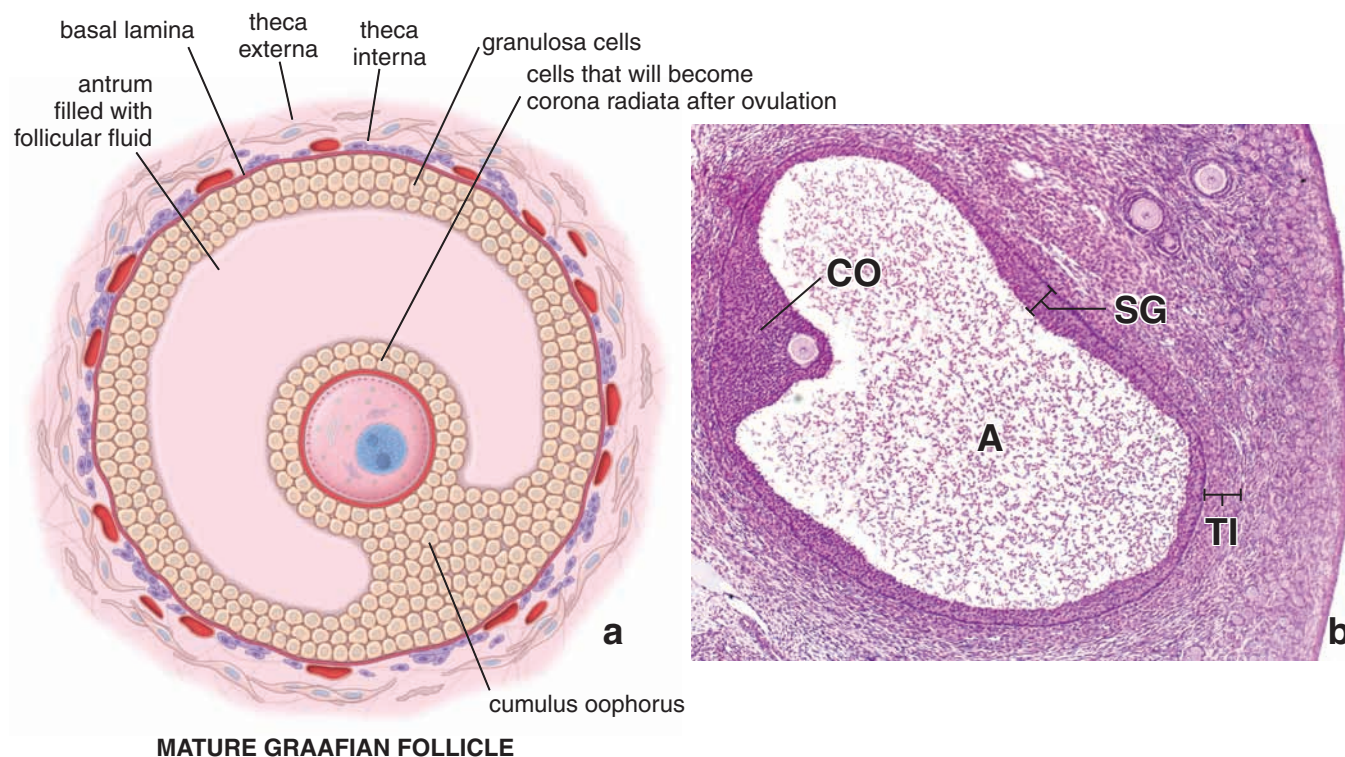 basal lamina
theca
externa
theca
interna
granulosa cells
cells that will become
corona radiata after ovulation
antrum
filled with
follicular fluid
CO
SG
A
TI
a
b
cumulus oophorus
MATURE GRAAFIAN FOLLICLE